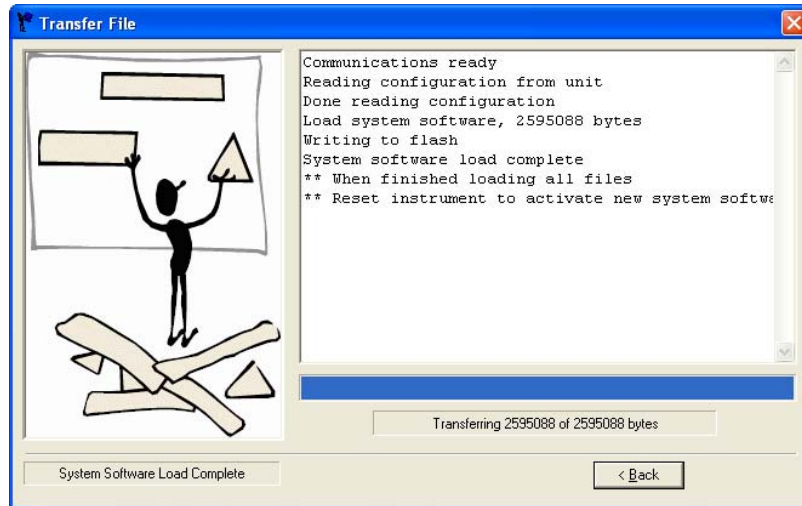 Transfer File
Communications ready
Reading configuration from unit
Done reading configuration
Load system software, 2595088 bytes
Writing to flash
System software load complete
** When finished loading all files
** Reset instrument to activate new system softwa
Transferring 2595088 of 2595088 bytes
System Software Load Complete
< Back